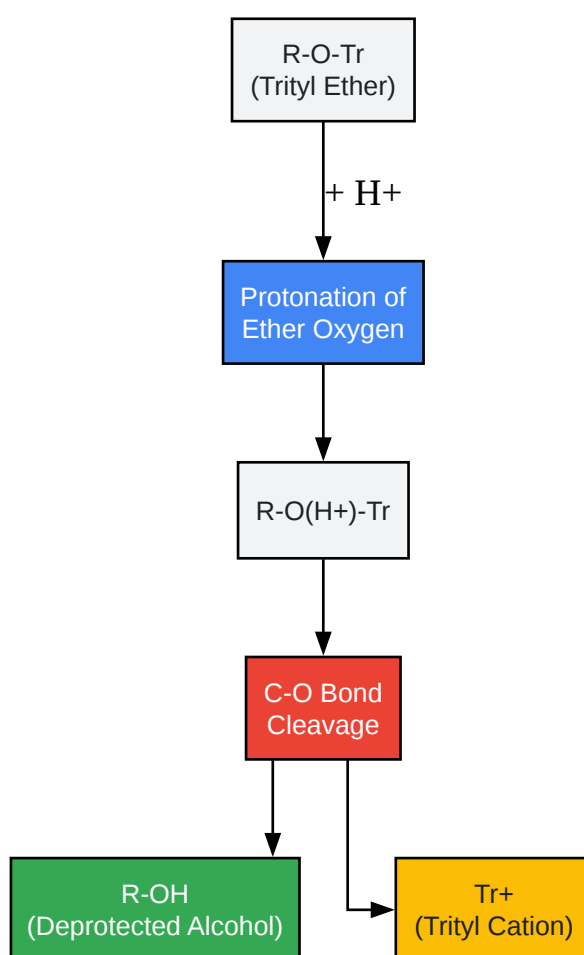 R-O-Tr
(Trityl Ether)
+ H+
Protonation of
Ether Oxygen
R-O(H+)-Tr
C-O Bond
Cleavage
R-OH
(Deprotected Alcohol)
Tr+
(Trityl Cation)